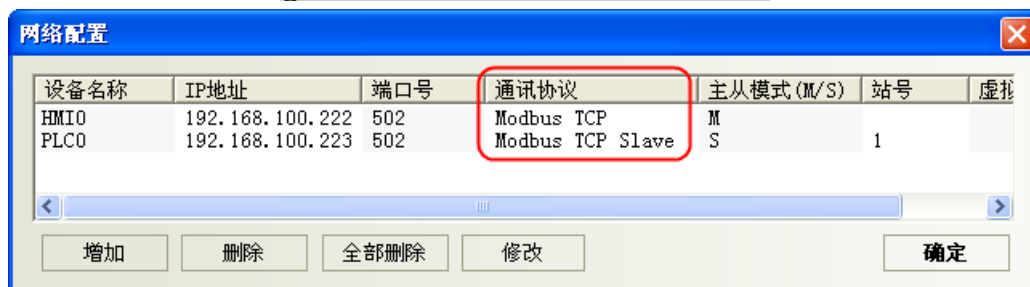 网络配置
设备名称 IP地址 端口号 通讯协议 主从模式(M/S) 站号 虚拟
HMI0 192.168.100.222 502 Modbus TCP M
PLC0 192.168.100.223 502 Modbus TCP Slave S 1
增加 删除 全部删除 修改 确定